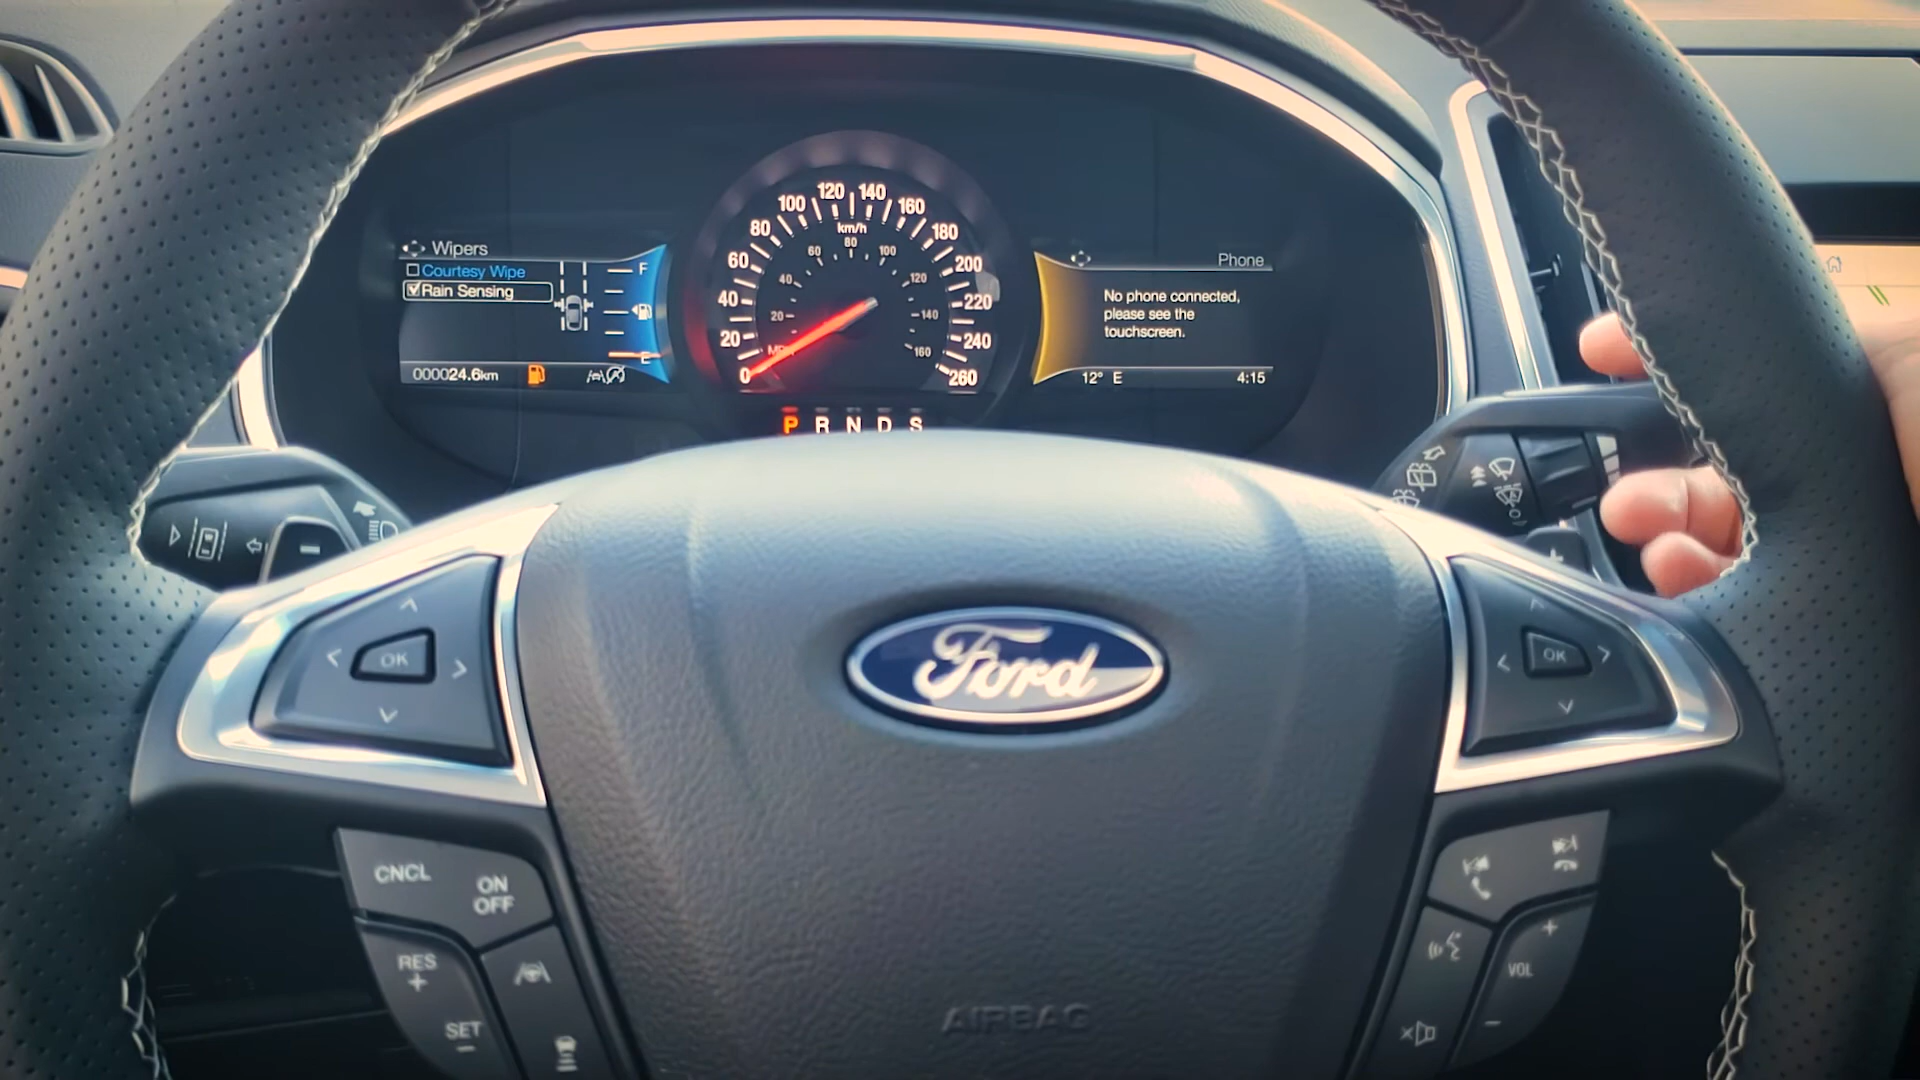 Wipers
Courtesy Wipe
Rain Sensing
F
E
000024.6km
0
20
40
60
80
100
120
140
160
180
200
220
240
260
km/h
20
40
60
80
100
120
140
160
MPH
P R N D S
Phone
No phone connected,
please see the
touchscreen.
12° E
4:15
OK
OK
Ford
CNCL
ON
OFF
RES
+
SET
−
+
VOL
−
AIRBAG